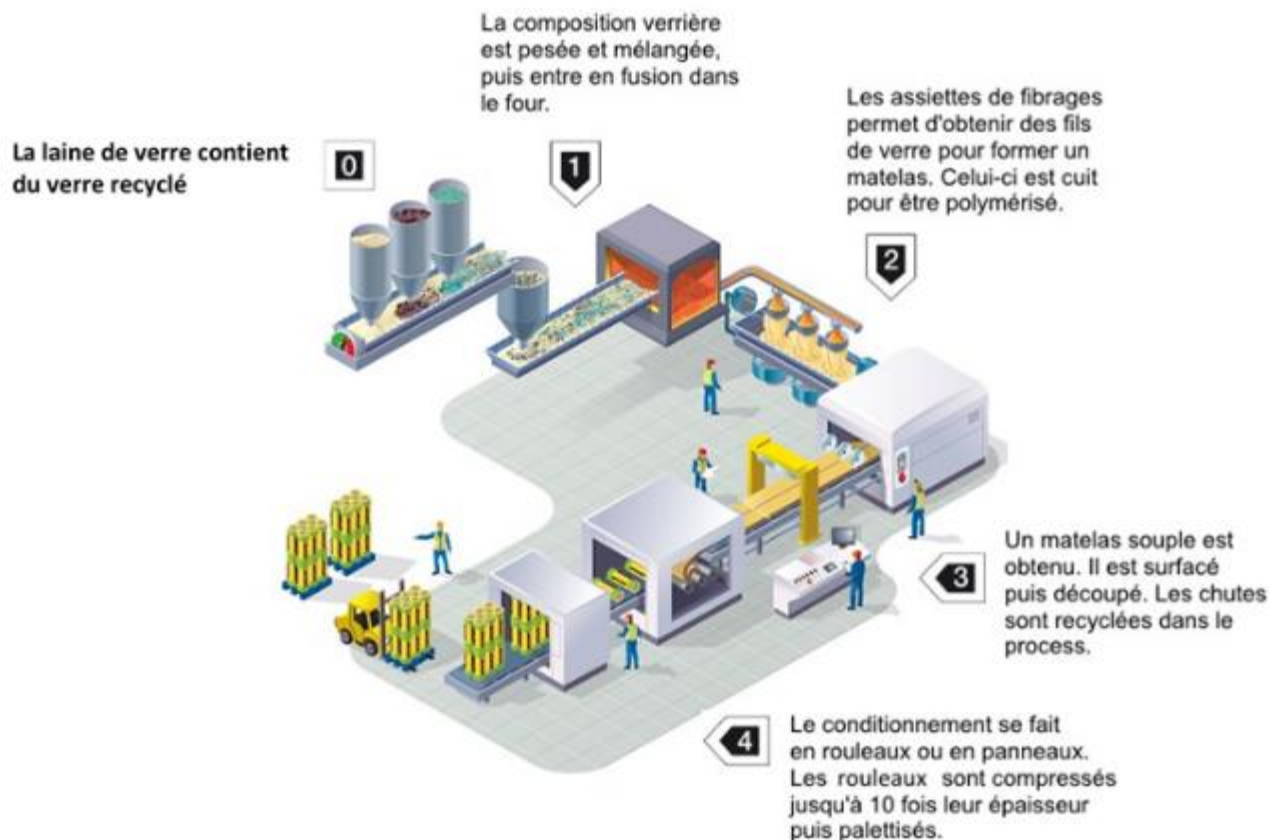 La laine de verre contient
du verre recyclé
0
1
La composition verrière
est pesée et mélangée,
puis entre en fusion dans
le four.
2
Les assiettes de fibrages
permet d'obtenir des fils
de verre pour former un
matelas. Celui-ci est cuit
pour être polymérisé.
3
Un matelas souple est
obtenu. Il est surfacé
puis découpé. Les chutes
sont recyclées dans le
process.
4
Le conditionnement se fait
en rouleaux ou en panneaux.
Les rouleaux sont compressés
jusqu'à 10 fois leur épaisseur
puis palettisés.